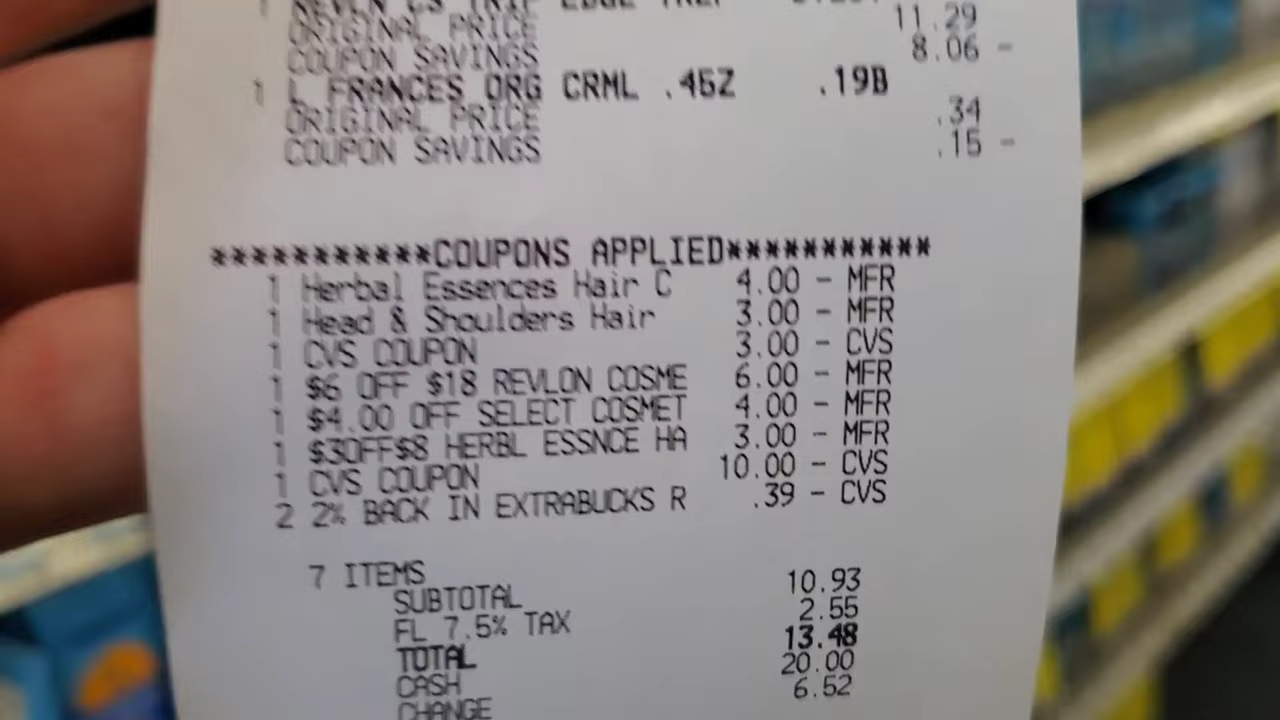 11.29
ORIGINAL PRICE 8.06 -
COUPON SAVINGS
1 L FRANCES ORG CRML .45Z .19B
ORIGINAL PRICE .34
COUPON SAVINGS .15 -
***********COUPONS APPLIED***********
1 Herbal Essences Hair C 4.00 - MFR
1 Head & Shoulders Hair 3.00 - MFR
1 CVS COUPON 3.00 - CVS
1 $6 OFF $18 REVLON COSME 6.00 - MFR
1 $4.00 OFF SELECT COSMET 4.00 - MFR
1 $3OFF$8 HERBL ESSNCE HA 3.00 - MFR
1 CVS COUPON 10.00 - CVS
2 2% BACK IN EXTRABUCKS R .39 - CVS
7 ITEMS
SUBTOTAL 10.93
FL 7.5% TAX 2.55
TOTAL 13.48
CASH 20.00
CHANGE 6.52